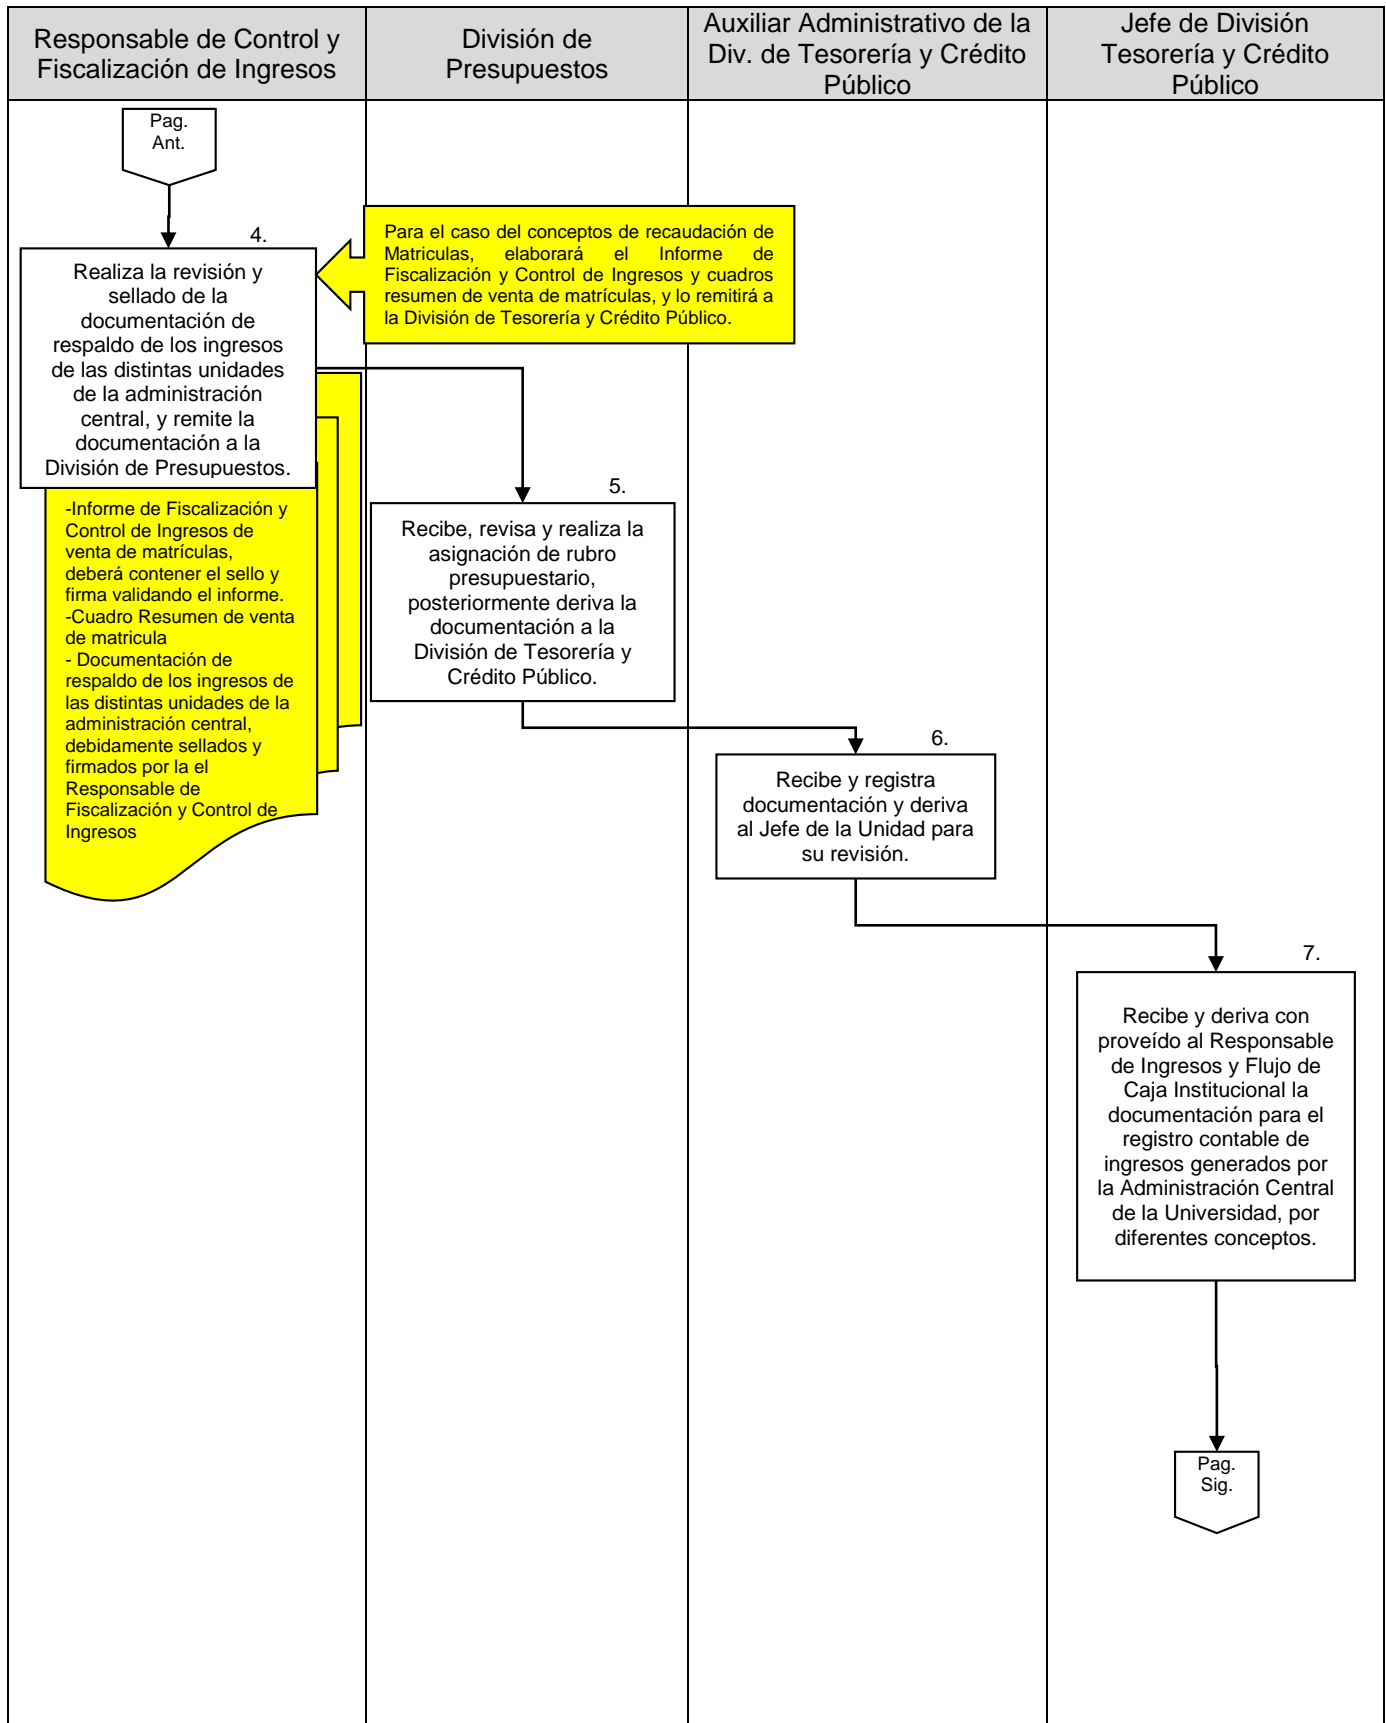 Responsable de Control y
Fiscalización de Ingresos
División de
Presupuestos
Auxiliar Administrativo de la
Div. de Tesorería y Crédito
Público
Jefe de División
Tesorería y Crédito
Público
Pag.
Ant.
4.
Realiza la revisión y
sellado de la
documentación de
respaldo de los ingresos
de las distintas unidades
de la administración
central, y remite la
documentación a la
División de Presupuestos.
Para el caso del conceptos de recaudación de
Matriculas, elaborará el Informe de
Fiscalización y Control de Ingresos y cuadros
resumen de venta de matrículas, y lo remitirá a
la División de Tesorería y Crédito Público.
-Informe de Fiscalización y
Control de Ingresos de
venta de matrículas,
deberá contener el sello y
firma validando el informe.
-Cuadro Resumen de venta
de matricula
- Documentación de
respaldo de los ingresos de
las distintas unidades de la
administración central,
debidamente sellados y
firmados por la el
Responsable de
Fiscalización y Control de
Ingresos
5.
Recibe, revisa y realiza la
asignación de rubro
presupuestario,
posteriormente deriva la
documentación a la
División de Tesorería y
Crédito Público.
6.
Recibe y registra
documentación y deriva
al Jefe de la Unidad para
su revisión.
7.
Recibe y deriva con
proveído al Responsable
de Ingresos y Flujo de
Caja Institucional la
documentación para el
registro contable de
ingresos generados por
la Administración Central
de la Universidad, por
diferentes conceptos.
Pag.
Sig.